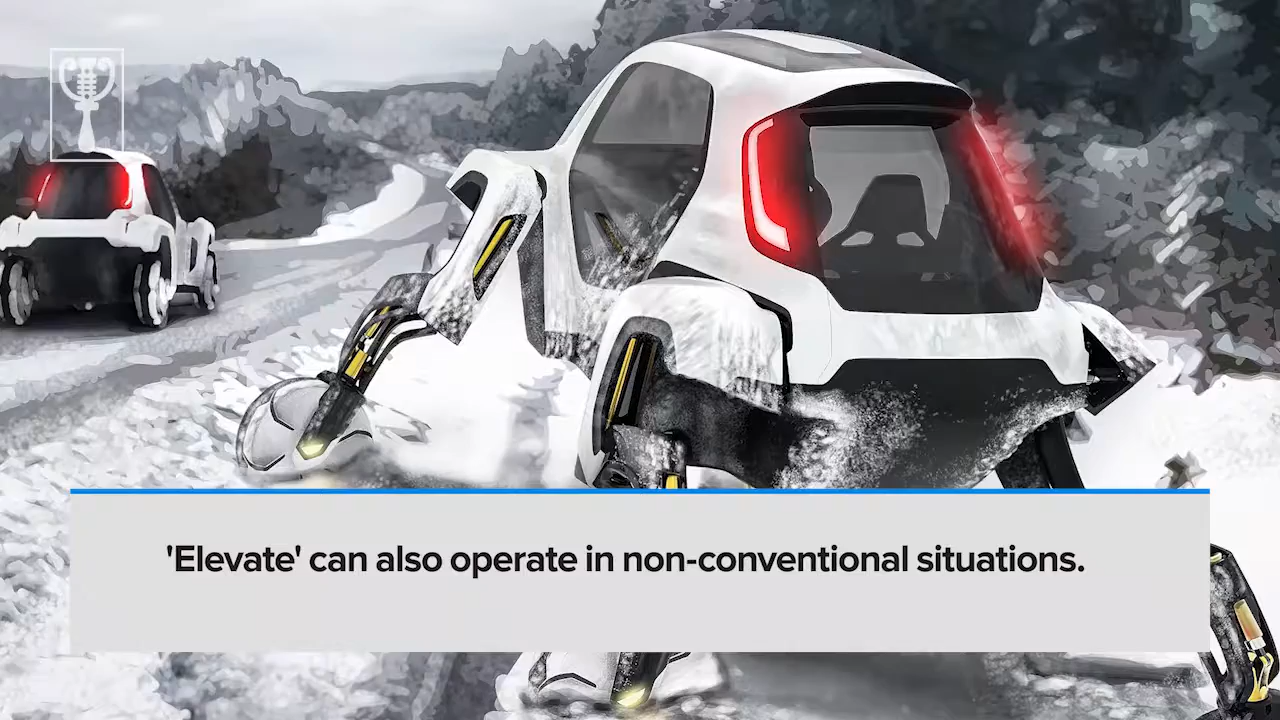 'Elevate' can also operate in non-conventional situations.